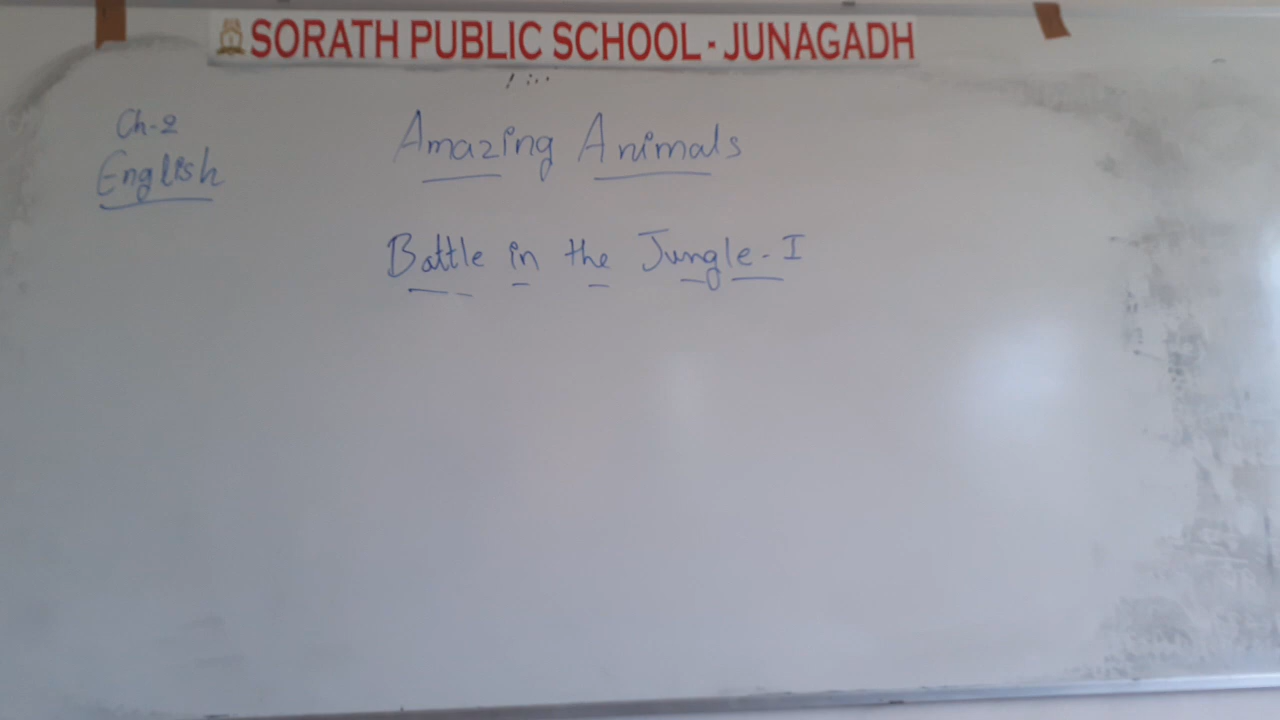 SORATH PUBLIC SCHOOL - JUNAGADH
Ch-2
English
Amazing Animals
Battle in the Jungle - I